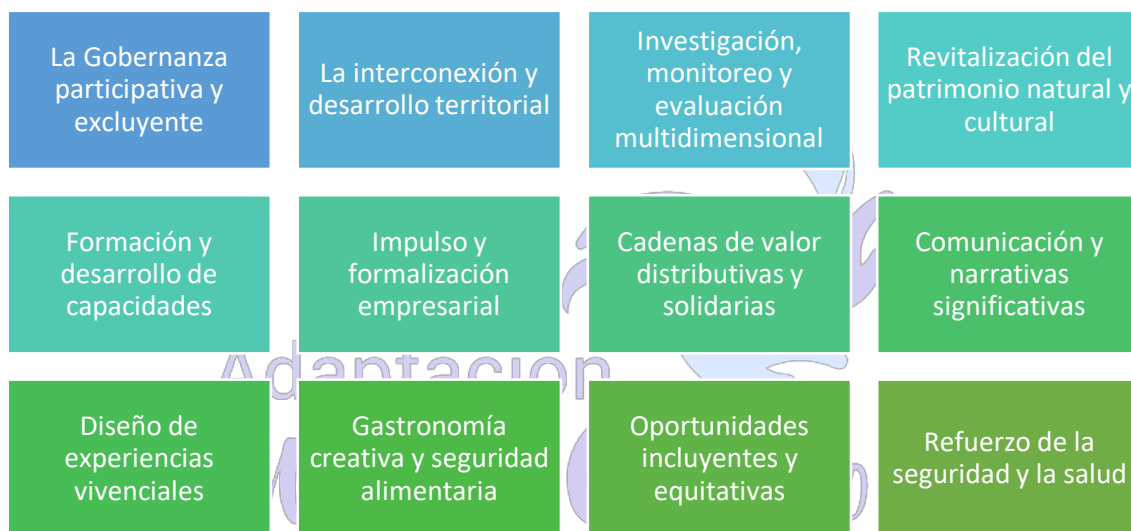 La Gobernanza
participativa y
excluyente
La interconexión y
desarrollo territorial
Investigación,
monitoreo y
evaluación
multidimensional
Revitalización del
patrimonio natural y
cultural
Formación y
desarrollo de
capacidades
Impulso y
formalización
empresarial
Cadenas de valor
distributivas y
solidarias
Comunicación y
narrativas
significativas
Adaptación
Diseño de
experiencias
vivenciales
Gastronomía
creativa y seguridad
alimentaria
Oportunidades
incluyentes y
equitativas
Refuerzo de la
seguridad y la salud